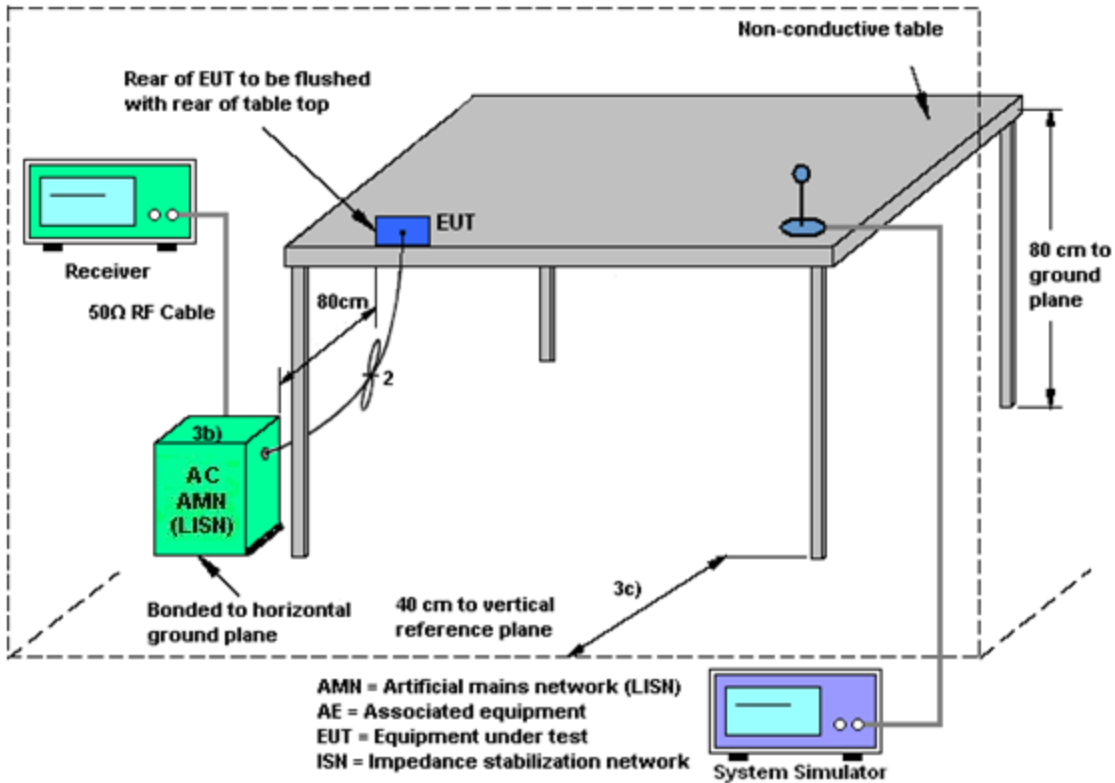 Non-conductive table
Rear of EUT to be flushed
with rear of table top
EUT
Receiver
80 cm to
ground
plane
50Ω RF Cable
80cm
2
3b)
AC
AMN
(LISN)
3c)
Bonded to horizontal
ground plane
40 cm to vertical
reference plane
AMN = Artificial mains network (LISN)
AE = Associated equipment
EUT = Equipment under test
ISN = Impedance stabilization network
System Simulator